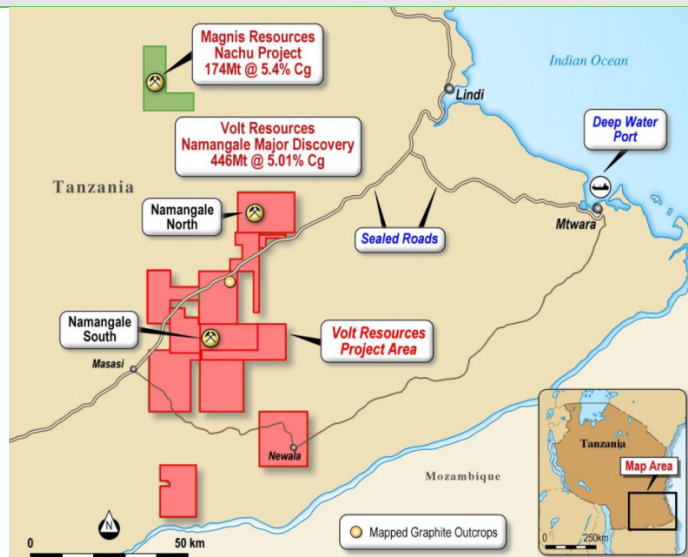 Magnis Resources
Nachu Project
174Mt @ 5.4% Cg
Indian Ocean
Lindi
Deep Water
Port
Volt Resources
Namangale Major Discovery
446Mt @ 5.01% Cg
Tanzania
Namangale
North
Sealed Roads
Mtwara
Namangale
South
Volt Resources
Project Area
Masasi
Newala
Mozambique
Tanzania
Map Area
N
Mapped Graphite Outcrops
0 50 km
0 250km